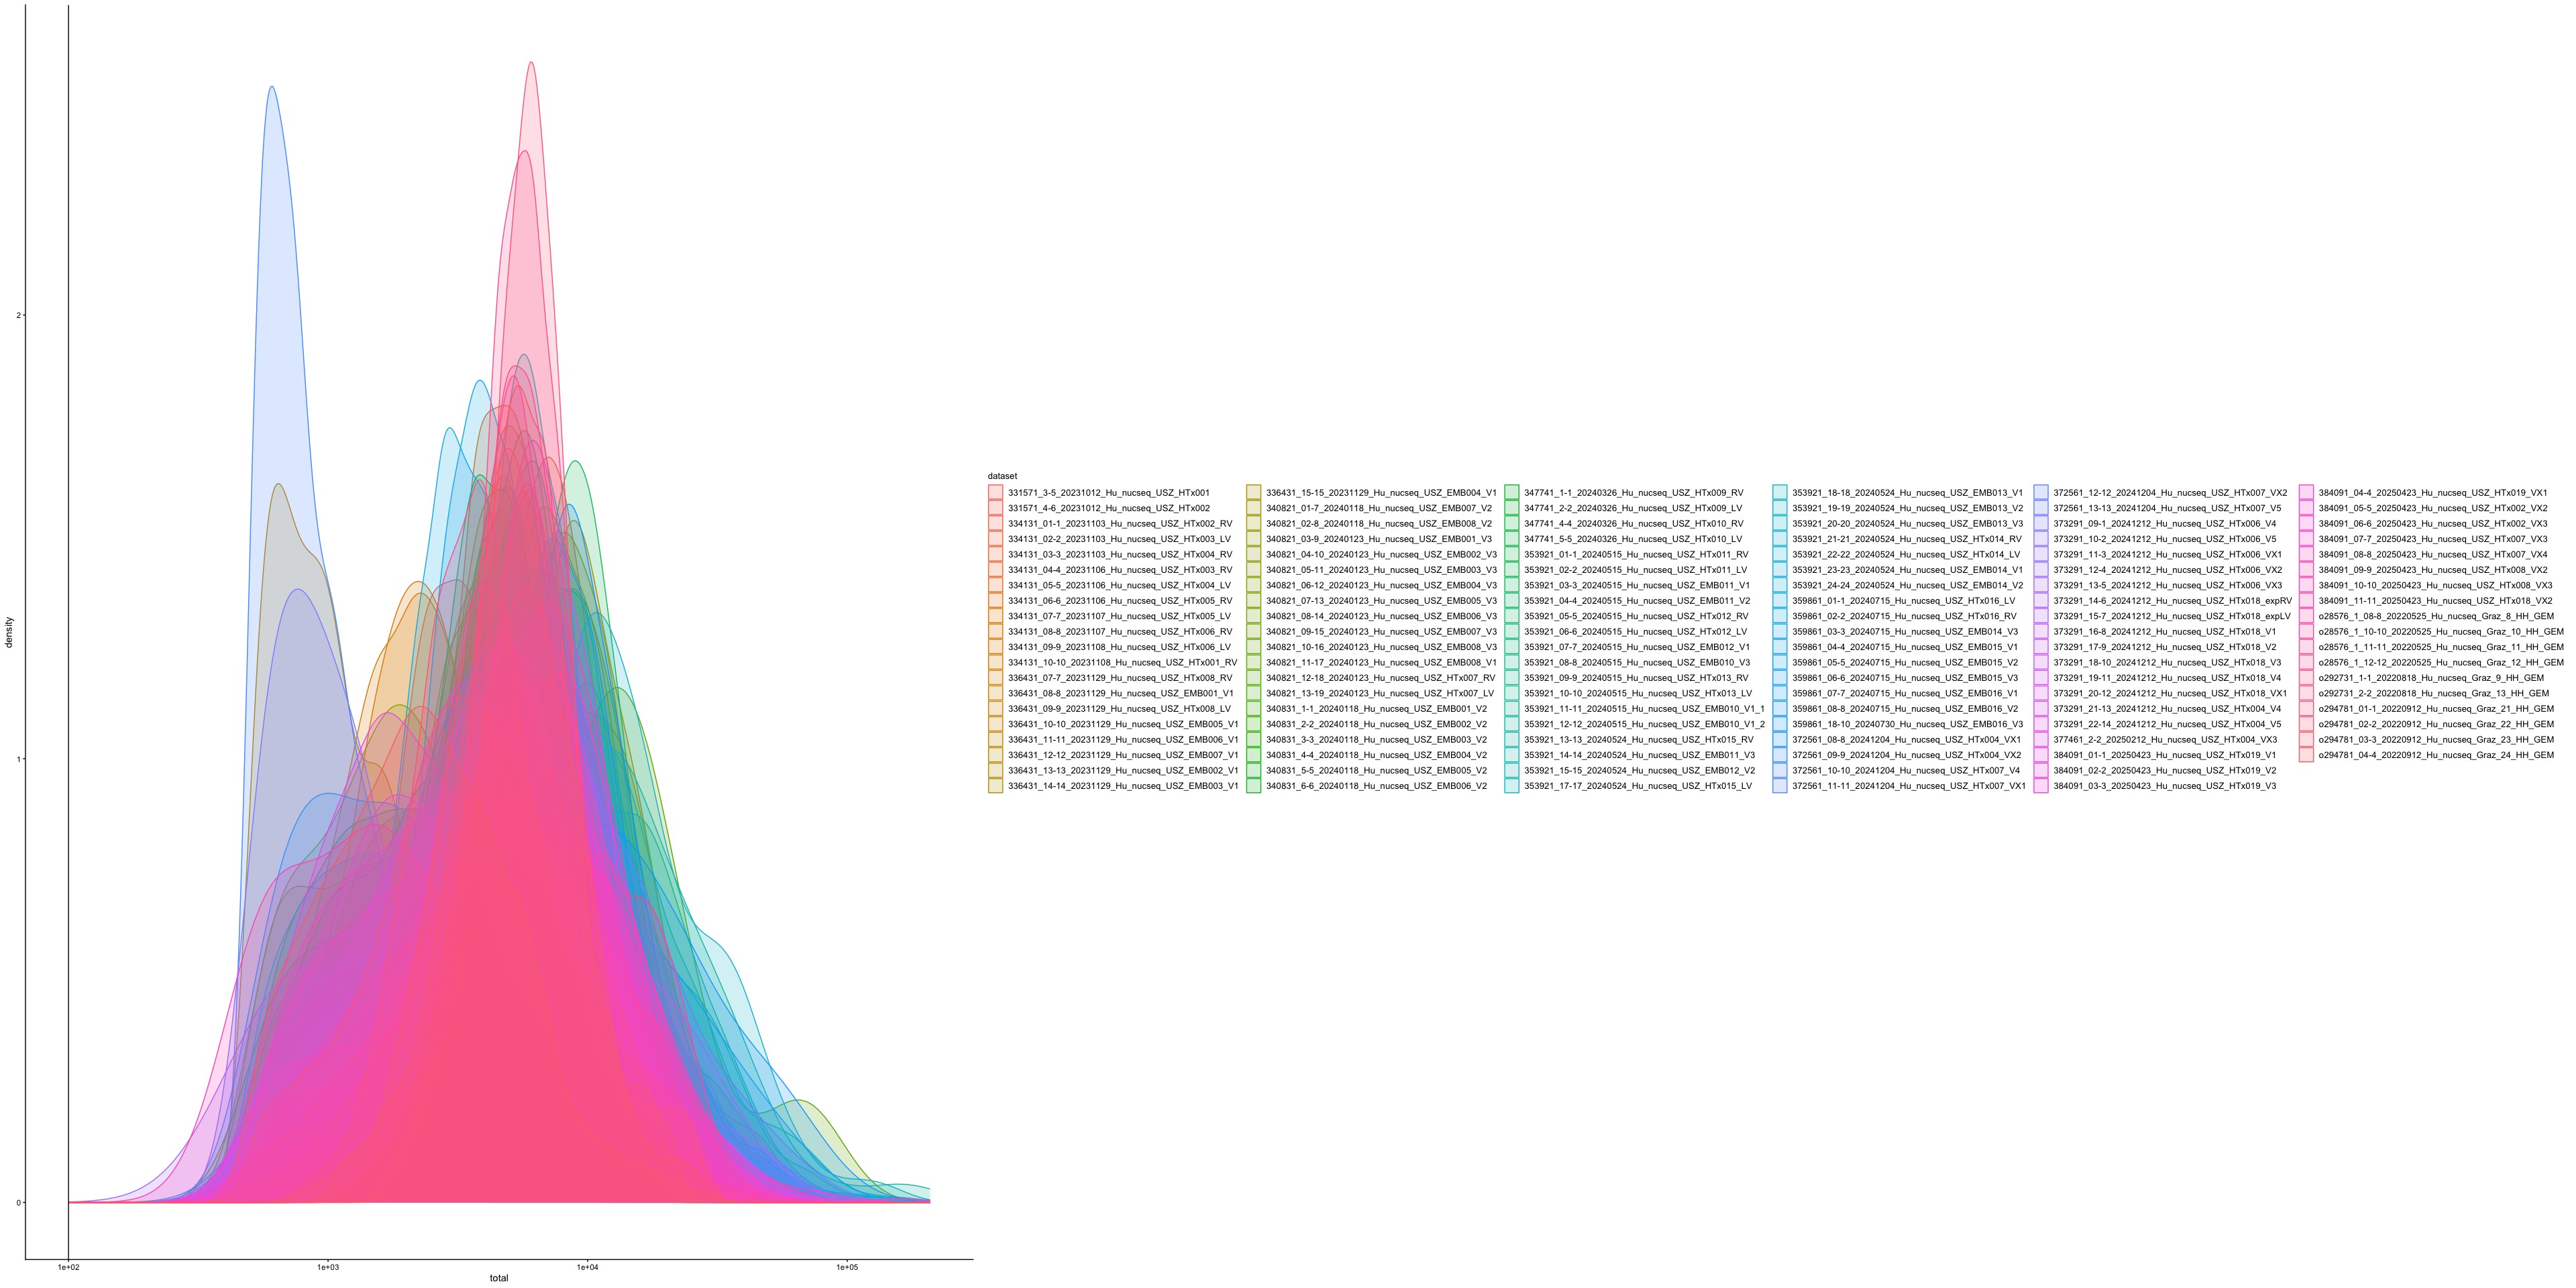 density
2
1
0
1e+02
1e+03
1e+04
1e+05
total
dataset
331571_3-5_20231012_Hu_nucseq_USZ_HTx001
331571_4-6_20231012_Hu_nucseq_USZ_HTx002
334131_01-1_20231103_Hu_nucseq_USZ_HTx002_RV
334131_02-2_20231103_Hu_nucseq_USZ_HTx003_LV
334131_03-3_20231103_Hu_nucseq_USZ_HTx004_RV
334131_04-4_20231106_Hu_nucseq_USZ_HTx003_RV
334131_05-5_20231106_Hu_nucseq_USZ_HTx004_LV
334131_06-6_20231106_Hu_nucseq_USZ_HTx005_RV
334131_07-7_20231107_Hu_nucseq_USZ_HTx005_LV
334131_08-8_20231107_Hu_nucseq_USZ_HTx006_RV
334131_09-9_20231108_Hu_nucseq_USZ_HTx006_LV
334131_10-10_20231108_Hu_nucseq_USZ_HTx001_RV
336431_07-7_20231129_Hu_nucseq_USZ_HTx008_RV
336431_08-8_20231129_Hu_nucseq_USZ_EMB001_V1
336431_09-9_20231129_Hu_nucseq_USZ_HTx008_LV
336431_10-10_20231129_Hu_nucseq_USZ_EMB005_V1
336431_11-11_20231129_Hu_nucseq_USZ_EMB006_V1
336431_12-12_20231129_Hu_nucseq_USZ_EMB007_V1
336431_13-13_20231129_Hu_nucseq_USZ_EMB002_V1
336431_14-14_20231129_Hu_nucseq_USZ_EMB003_V1
336431_15-15_20231129_Hu_nucseq_USZ_EMB004_V1
340821_01-7_20240118_Hu_nucseq_USZ_EMB007_V2
340821_02-8_20240118_Hu_nucseq_USZ_EMB008_V2
340821_03-9_20240123_Hu_nucseq_USZ_EMB001_V3
340821_04-10_20240123_Hu_nucseq_USZ_EMB002_V3
340821_05-11_20240123_Hu_nucseq_USZ_EMB003_V3
340821_06-12_20240123_Hu_nucseq_USZ_EMB004_V3
340821_07-13_20240123_Hu_nucseq_USZ_EMB005_V3
340821_08-14_20240123_Hu_nucseq_USZ_EMB006_V3
340821_09-15_20240123_Hu_nucseq_USZ_EMB007_V3
340821_10-16_20240123_Hu_nucseq_USZ_EMB008_V3
340821_11-17_20240123_Hu_nucseq_USZ_EMB008_V1
340821_12-18_20240123_Hu_nucseq_USZ_HTx007_RV
340821_13-19_20240123_Hu_nucseq_USZ_HTx007_LV
340831_1-1_20240118_Hu_nucseq_USZ_EMB001_V2
340831_2-2_20240118_Hu_nucseq_USZ_EMB002_V2
340831_3-3_20240118_Hu_nucseq_USZ_EMB003_V2
340831_4-4_20240118_Hu_nucseq_USZ_EMB004_V2
340831_5-5_20240118_Hu_nucseq_USZ_EMB005_V2
340831_6-6_20240118_Hu_nucseq_USZ_EMB006_V2
347741_1-1_20240326_Hu_nucseq_USZ_HTx009_RV
347741_2-2_20240326_Hu_nucseq_USZ_HTx009_LV
347741_4-4_20240326_Hu_nucseq_USZ_HTx010_RV
347741_5-5_20240326_Hu_nucseq_USZ_HTx010_LV
353921_01-1_20240515_Hu_nucseq_USZ_HTx011_RV
353921_02-2_20240515_Hu_nucseq_USZ_HTx011_LV
353921_03-3_20240515_Hu_nucseq_USZ_EMB011_V1
353921_04-4_20240515_Hu_nucseq_USZ_EMB011_V2
353921_05-5_20240515_Hu_nucseq_USZ_HTx012_RV
353921_06-6_20240515_Hu_nucseq_USZ_HTx012_LV
353921_07-7_20240515_Hu_nucseq_USZ_EMB012_V1
353921_08-8_20240515_Hu_nucseq_USZ_EMB010_V3
353921_09-9_20240515_Hu_nucseq_USZ_HTx013_RV
353921_10-10_20240515_Hu_nucseq_USZ_HTx013_LV
353921_11-11_20240515_Hu_nucseq_USZ_EMB010_V1_1
353921_12-12_20240515_Hu_nucseq_USZ_EMB010_V1_2
353921_13-13_20240524_Hu_nucseq_USZ_HTx015_RV
353921_14-14_20240524_Hu_nucseq_USZ_EMB011_V3
353921_15-15_20240524_Hu_nucseq_USZ_EMB012_V2
353921_17-17_20240524_Hu_nucseq_USZ_HTx015_LV
353921_18-18_20240524_Hu_nucseq_USZ_EMB013_V1
353921_19-19_20240524_Hu_nucseq_USZ_EMB013_V2
353921_20-20_20240524_Hu_nucseq_USZ_EMB013_V3
353921_21-21_20240524_Hu_nucseq_USZ_HTx014_RV
353921_22-22_20240524_Hu_nucseq_USZ_HTx014_LV
353921_23-23_20240524_Hu_nucseq_USZ_EMB014_V1
353921_24-24_20240524_Hu_nucseq_USZ_EMB014_V2
359861_01-1_20240715_Hu_nucseq_USZ_HTx016_LV
359861_02-2_20240715_Hu_nucseq_USZ_HTx016_RV
359861_03-3_20240715_Hu_nucseq_USZ_EMB014_V3
359861_04-4_20240715_Hu_nucseq_USZ_EMB015_V1
359861_05-5_20240715_Hu_nucseq_USZ_EMB015_V2
359861_06-6_20240715_Hu_nucseq_USZ_EMB015_V3
359861_07-7_20240715_Hu_nucseq_USZ_EMB016_V1
359861_08-8_20240715_Hu_nucseq_USZ_EMB016_V2
359861_18-10_20240730_Hu_nucseq_USZ_EMB016_V3
372561_08-8_20241204_Hu_nucseq_USZ_HTx004_VX1
372561_09-9_20241204_Hu_nucseq_USZ_HTx004_VX2
372561_10-10_20241204_Hu_nucseq_USZ_HTx007_V4
372561_11-11_20241204_Hu_nucseq_USZ_HTx007_VX1
372561_12-12_20241204_Hu_nucseq_USZ_HTx007_VX2
372561_13-13_20241204_Hu_nucseq_USZ_HTx007_V5
373291_09-1_20241212_Hu_nucseq_USZ_HTx006_V4
373291_10-2_20241212_Hu_nucseq_USZ_HTx006_V5
373291_11-3_20241212_Hu_nucseq_USZ_HTx006_VX1
373291_12-4_20241212_Hu_nucseq_USZ_HTx006_VX2
373291_13-5_20241212_Hu_nucseq_USZ_HTx006_VX3
373291_14-6_20241212_Hu_nucseq_USZ_HTx018_expRV
373291_15-7_20241212_Hu_nucseq_USZ_HTx018_expLV
373291_16-8_20241212_Hu_nucseq_USZ_HTx018_V1
373291_17-9_20241212_Hu_nucseq_USZ_HTx018_V2
373291_18-10_20241212_Hu_nucseq_USZ_HTx018_V3
373291_19-11_20241212_Hu_nucseq_USZ_HTx018_V4
373291_20-12_20241212_Hu_nucseq_USZ_HTx018_VX1
373291_21-13_20241212_Hu_nucseq_USZ_HTx004_V4
373291_22-14_20241212_Hu_nucseq_USZ_HTx004_V5
377461_2-2_20250212_Hu_nucseq_USZ_HTx004_VX3
384091_01-1_20250423_Hu_nucseq_USZ_HTx019_V1
384091_02-2_20250423_Hu_nucseq_USZ_HTx019_V2
384091_03-3_20250423_Hu_nucseq_USZ_HTx019_V3
384091_04-4_20250423_Hu_nucseq_USZ_HTx019_VX1
384091_05-5_20250423_Hu_nucseq_USZ_HTx002_VX2
384091_06-6_20250423_Hu_nucseq_USZ_HTx002_VX3
384091_07-7_20250423_Hu_nucseq_USZ_HTx007_VX3
384091_08-8_20250423_Hu_nucseq_USZ_HTx007_VX4
384091_09-9_20250423_Hu_nucseq_USZ_HTx008_VX2
384091_10-10_20250423_Hu_nucseq_USZ_HTx008_VX3
384091_11-11_20250423_Hu_nucseq_USZ_HTx018_VX2
o28576_1_08-8_20220525_Hu_nucseq_Graz_8_HH_GEM
o28576_1_10-10_20220525_Hu_nucseq_Graz_10_HH_GEM
o28576_1_11-11_20220525_Hu_nucseq_Graz_11_HH_GEM
o28576_1_12-12_20220525_Hu_nucseq_Graz_12_HH_GEM
o292731_1-1_20220818_Hu_nucseq_Graz_9_HH_GEM
o292731_2-2_20220818_Hu_nucseq_Graz_13_HH_GEM
o294781_01-1_20220912_Hu_nucseq_Graz_21_HH_GEM
o294781_02-2_20220912_Hu_nucseq_Graz_22_HH_GEM
o294781_03-3_20220912_Hu_nucseq_Graz_23_HH_GEM
o294781_04-4_20220912_Hu_nucseq_Graz_24_HH_GEM